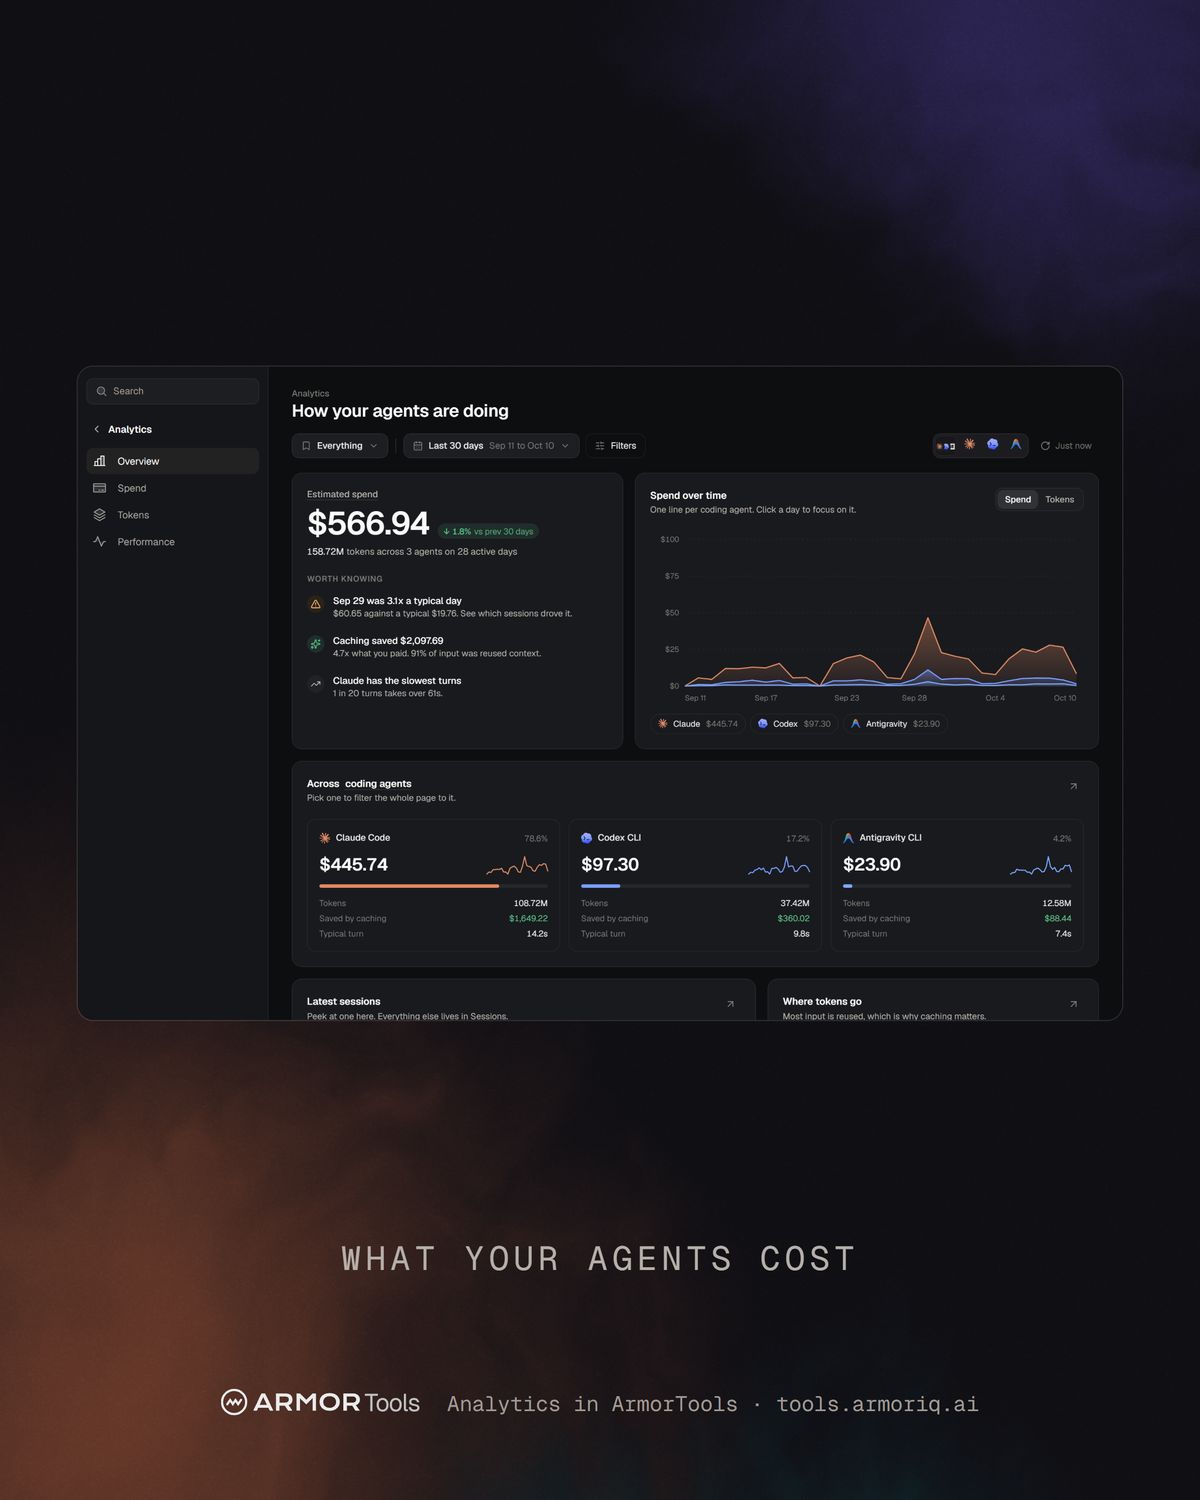 Search
Analytics
Overview
Spend
Tokens
Performance
Analytics
How your agents are doing
Everything
Last 30 days Sep 11 to Oct 10
Filters
Just now
Estimated spend
$566.94 ↓ 1.8% vs prev 30 days
158.72M tokens across 3 agents on 28 active days
WORTH KNOWING
Sep 29 was 3.1x a typical day
$60.65 against a typical $19.76. See which sessions drove it.
Caching saved $2,097.69
4.7x what you paid. 91% of input was reused context.
Claude has the slowest turns
1 in 20 turns takes over 61s.
Spend over time
One line per coding agent. Click a day to focus on it.
Spend Tokens
$100
$75
$50
$25
$0
Sep 11 Sep 17 Sep 23 Sep 28 Oct 4 Oct 10
Claude $445.74 Codex $97.30 Antigravity $23.90
Across coding agents
Pick one to filter the whole page to it.
Claude Code 78.6%
$445.74
Tokens 108.72M
Saved by caching $1,649.22
Typical turn 14.2s
Codex CLI 17.2%
$97.30
Tokens 37.42M
Saved by caching $360.02
Typical turn 9.8s
Antigravity CLI 4.2%
$23.90
Tokens 12.58M
Saved by caching $88.44
Typical turn 7.4s
Latest sessions
Peek at one here. Everything else lives in Sessions.
Where tokens go
Most input is reused, which is why caching matters.
WHAT YOUR AGENTS COST
ARMOR Tools Analytics in ArmorTools · tools.armoriq.ai